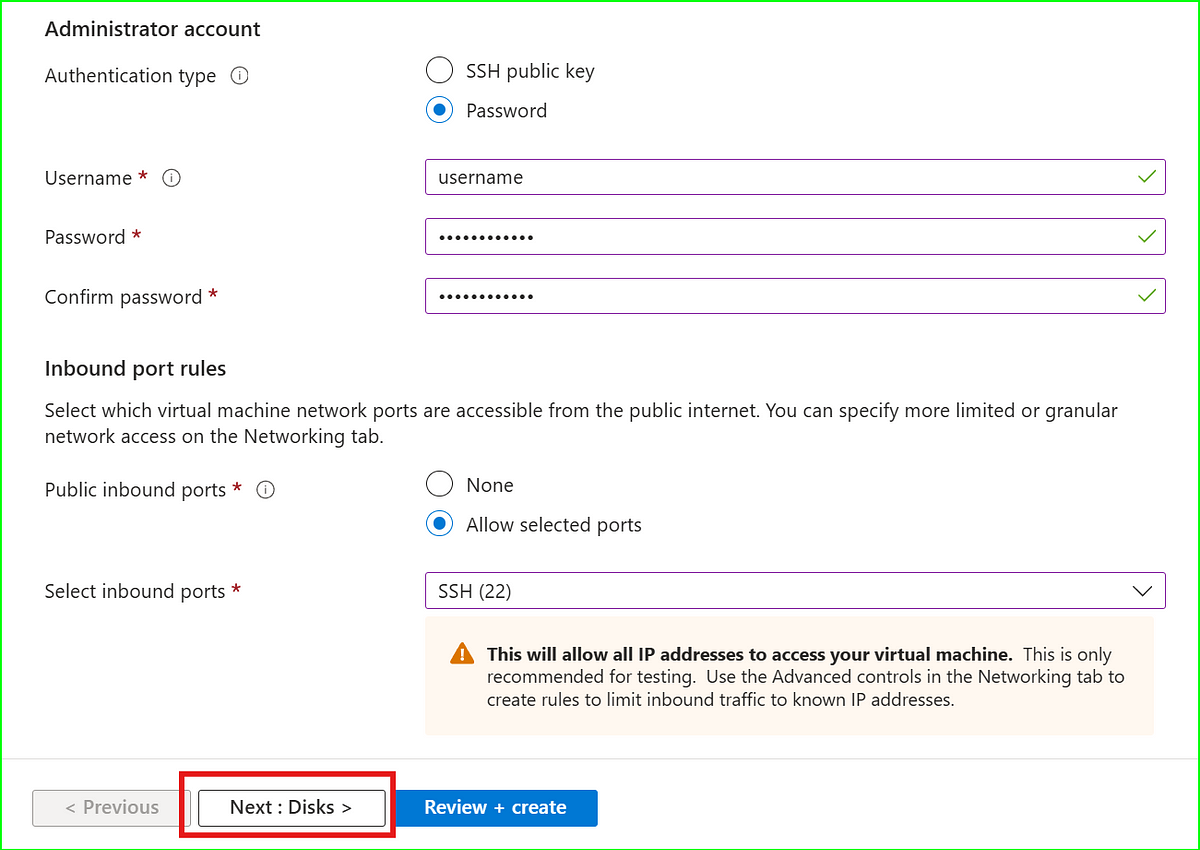 Administrator account
Authentication type
SSH public key
Password
Username *
username
Password *
••••••••••••
Confirm password *
••••••••••••
Inbound port rules
Select which virtual machine network ports are accessible from the public internet. You can specify more limited or granular
network access on the Networking tab.
Public inbound ports *
None
Allow selected ports
Select inbound ports *
SSH (22)
This will allow all IP addresses to access your virtual machine. This is only
recommended for testing. Use the Advanced controls in the Networking tab to
create rules to limit inbound traffic to known IP addresses.
< Previous
Next : Disks >
Review + create